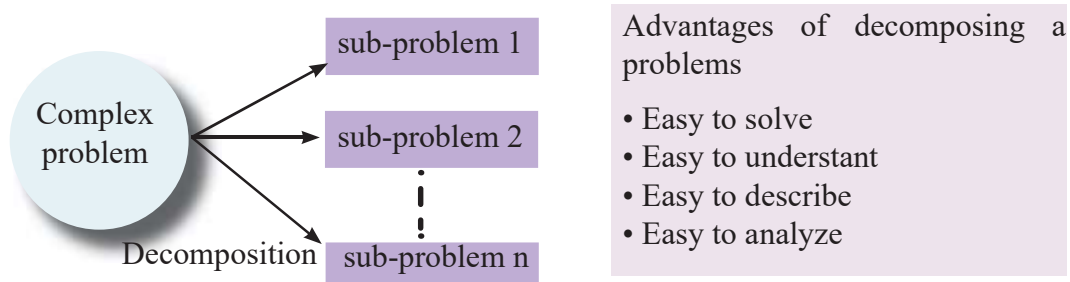 Complex
problem
sub-problem 1
sub-problem 2
sub-problem n
Decomposition
Advantages of decomposing a
problems
• Easy to solve
• Easy to understant
• Easy to describe
• Easy to analyze